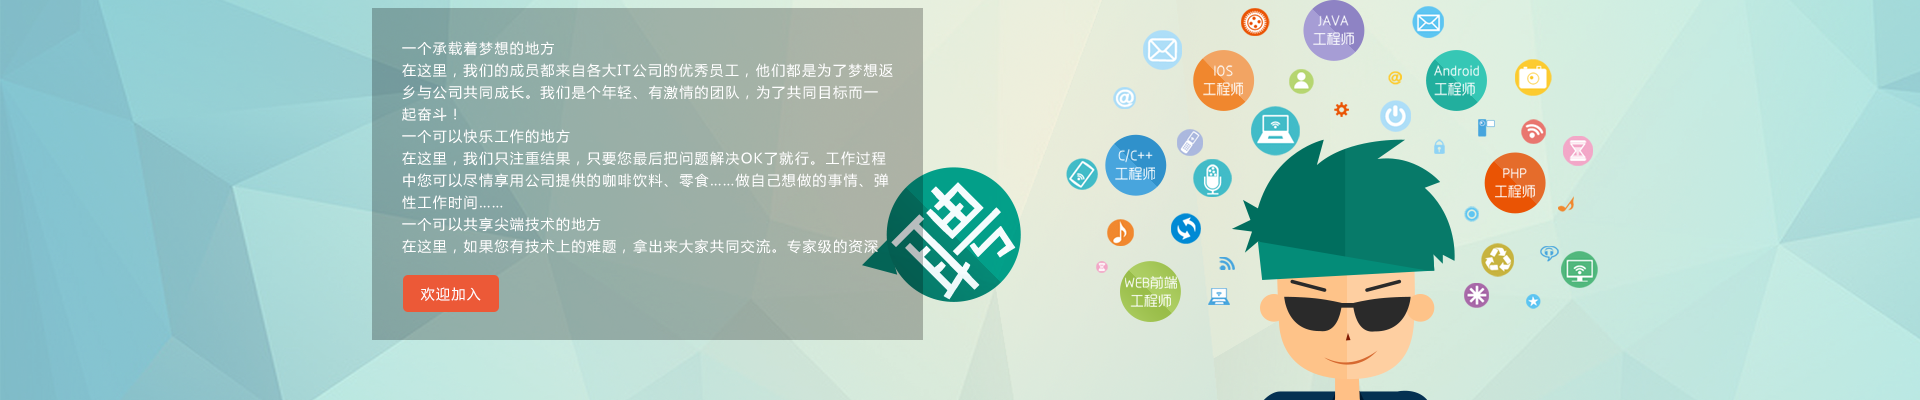 一个承载着梦想的地方
在这里，我们的成员都来自各大IT公司的优秀员工，他们都是为了梦想返
乡与公司共同成长。我们是个年轻、有激情的团队，为了共同目标而一
起奋斗！
一个可以快乐工作的地方
在这里，我们只注重结果，只要您最后把问题解决OK了就行。工作过程
中您可以尽情享用公司提供的咖啡饮料、零食......做自己想做的事情、弹
性工作时间......
一个可以共享尖端技术的地方
在这里，如果您有技术上的难题，拿出来大家共同交流。专家级的资深
欢迎加入
JAVA
工程师
IOS
工程师
Android
工程师
C/C++
工程师
PHP
工程师
WEB前端
工程师